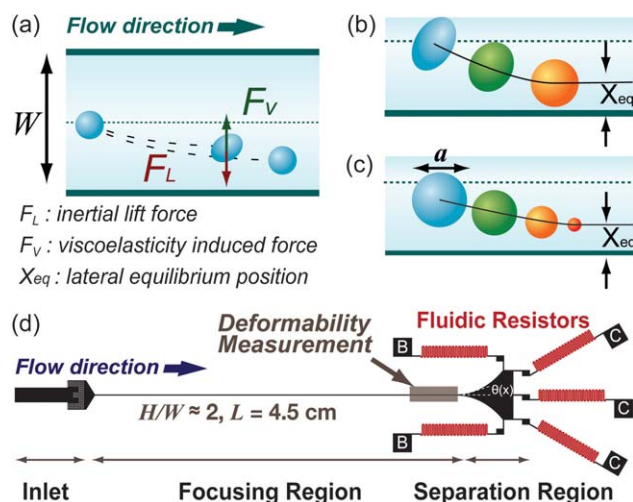 (a)
Flow direction
W
Fv
FL
FL : inertial lift force
FV : viscoelasticity induced force
Xeq : lateral equilibrium position
(b)
Xeq
(c)
a
Xeq
(d)
Deformability
Measurement
Fluidic Resistors
Flow direction
B
C
θ(x)
H/W ≈ 2, L = 4.5 cm
C
B
C
Inlet
Focusing Region
Separation Region